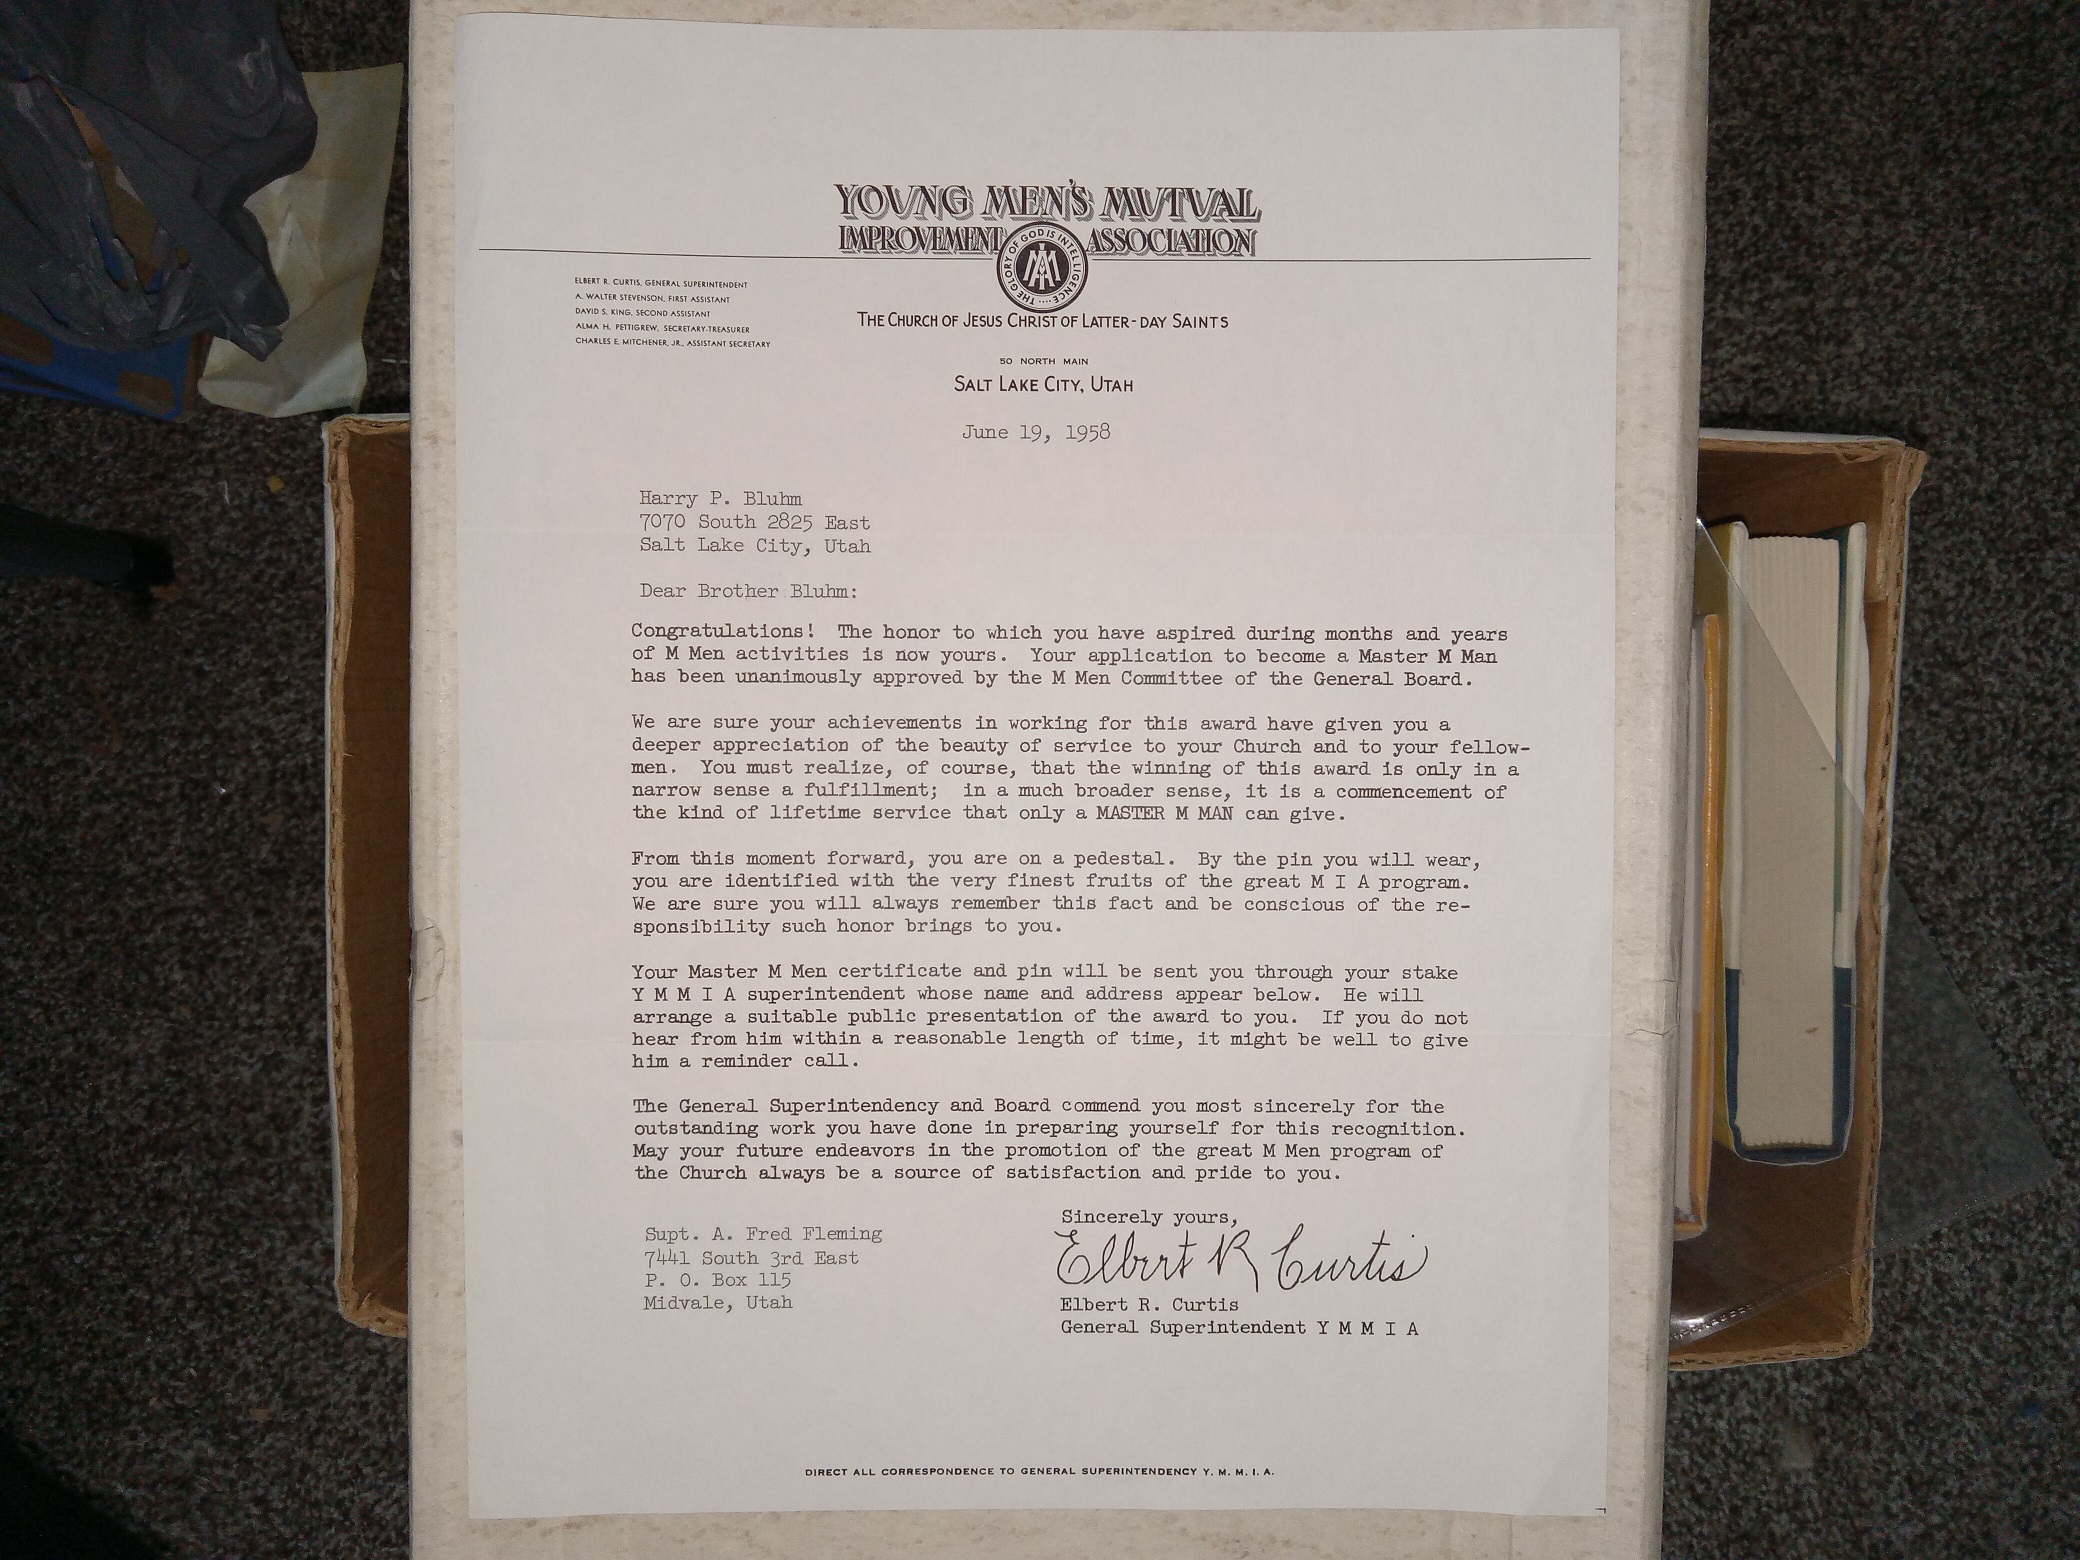 YOUNG MEN'S MUTUAL
IMPROVEMENT ASSOCIATION
THE GLORY OF GOD IS INTELLIGENCE
MIA
ELBERT R. CURTIS, GENERAL SUPERINTENDENT
A. WALTER STEVENSON, FIRST ASSISTANT
DAVID S. KING, SECOND ASSISTANT
ALMA H. PETTIGREW, SECRETARY-TREASURER
CHARLES E. MITCHENER, JR., ASSISTANT SECRETARY
THE CHURCH OF JESUS CHRIST OF LATTER-DAY SAINTS
50 NORTH MAIN
SALT LAKE CITY, UTAH
June 19, 1958
Harry P. Bluhm
7070 South 2825 East
Salt Lake City, Utah
Dear Brother Bluhm:
Congratulations! The honor to which you have aspired during months and years
of M Men activities is now yours. Your application to become a Master M Man
has been unanimously approved by the M Men Committee of the General Board.
We are sure your achievements in working for this award have given you a
deeper appreciation of the beauty of service to your Church and to your fellow-
men. You must realize, of course, that the winning of this award is only in a
narrow sense a fulfillment; in a much broader sense, it is a commencement of
the kind of lifetime service that only a MASTER M MAN can give.
From this moment forward, you are on a pedestal. By the pin you will wear,
you are identified with the very finest fruits of the great M I A program.
We are sure you will always remember this fact and be conscious of the re-
sponsibility such honor brings to you.
Your Master M Men certificate and pin will be sent you through your stake
Y M M I A superintendent whose name and address appear below. He will
arrange a suitable public presentation of the award to you. If you do not
hear from him within a reasonable length of time, it might be well to give
him a reminder call.
The General Superintendency and Board commend you most sincerely for the
outstanding work you have done in preparing yourself for this recognition.
May your future endeavors in the promotion of the great M Men program of
the Church always be a source of satisfaction and pride to you.
Supt. A. Fred Fleming
7441 South 3rd East
P. O. Box 115
Midvale, Utah
Sincerely yours,
Elbert R Curtis
Elbert R. Curtis
General Superintendent Y M M I A
DIRECT ALL CORRESPONDENCE TO GENERAL SUPERINTENDENCY Y. M. M. I. A.